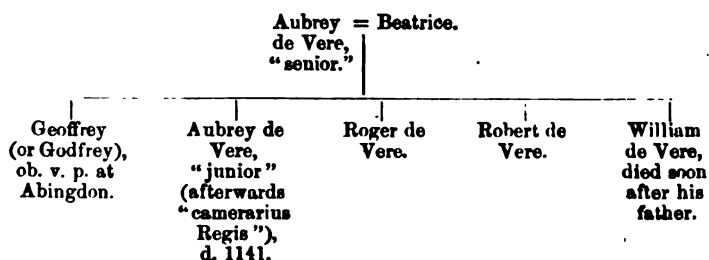 Aubrey = Beatrice.
de Vere,
"senior."
Geoffrey
(or Godfrey),
ob. v. p. at
Abingdon.
Aubrey de
Vere,
"junior"
(afterwards
"camerarius
Regis"),
d. 1141.
Roger de
Vere.
Robert de
Vere.
William
de Vere,
died soon
after his
father.